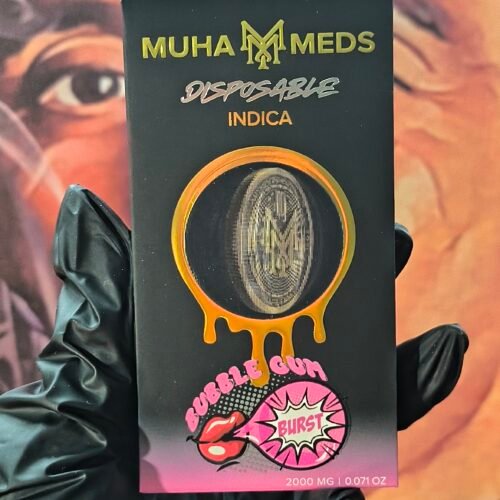 MUHA MEDS
DISPOSABLE
INDICA
BUBBLE GUM
BURST
2000 MG | 0.071 OZ